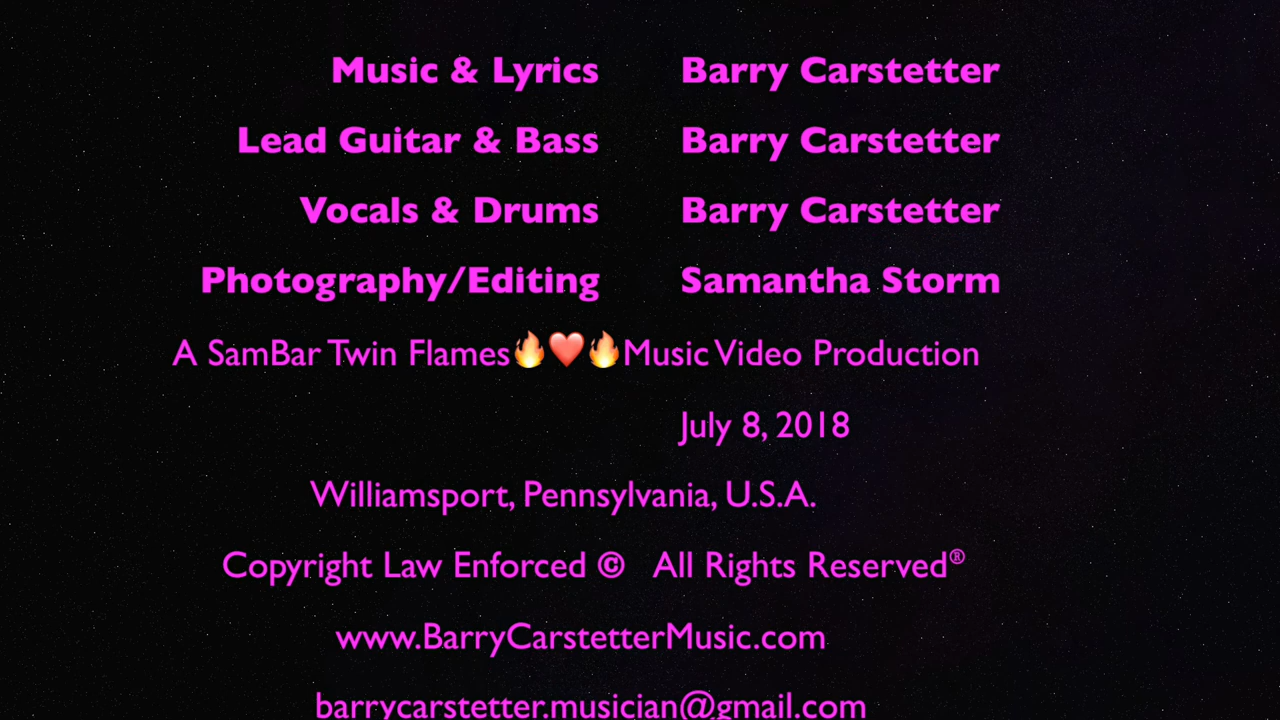 Music & Lyrics Barry Carstetter
Lead Guitar & Bass Barry Carstetter
Vocals & Drums Barry Carstetter
Photography/Editing Samantha Storm
A SamBar Twin Flames🔥❤️🔥Music Video Production
July 8, 2018
Williamsport, Pennsylvania, U.S.A.
Copyright Law Enforced © All Rights Reserved®
www.BarryCarstetterMusic.com
barrycarstetter.musician@gmail.com